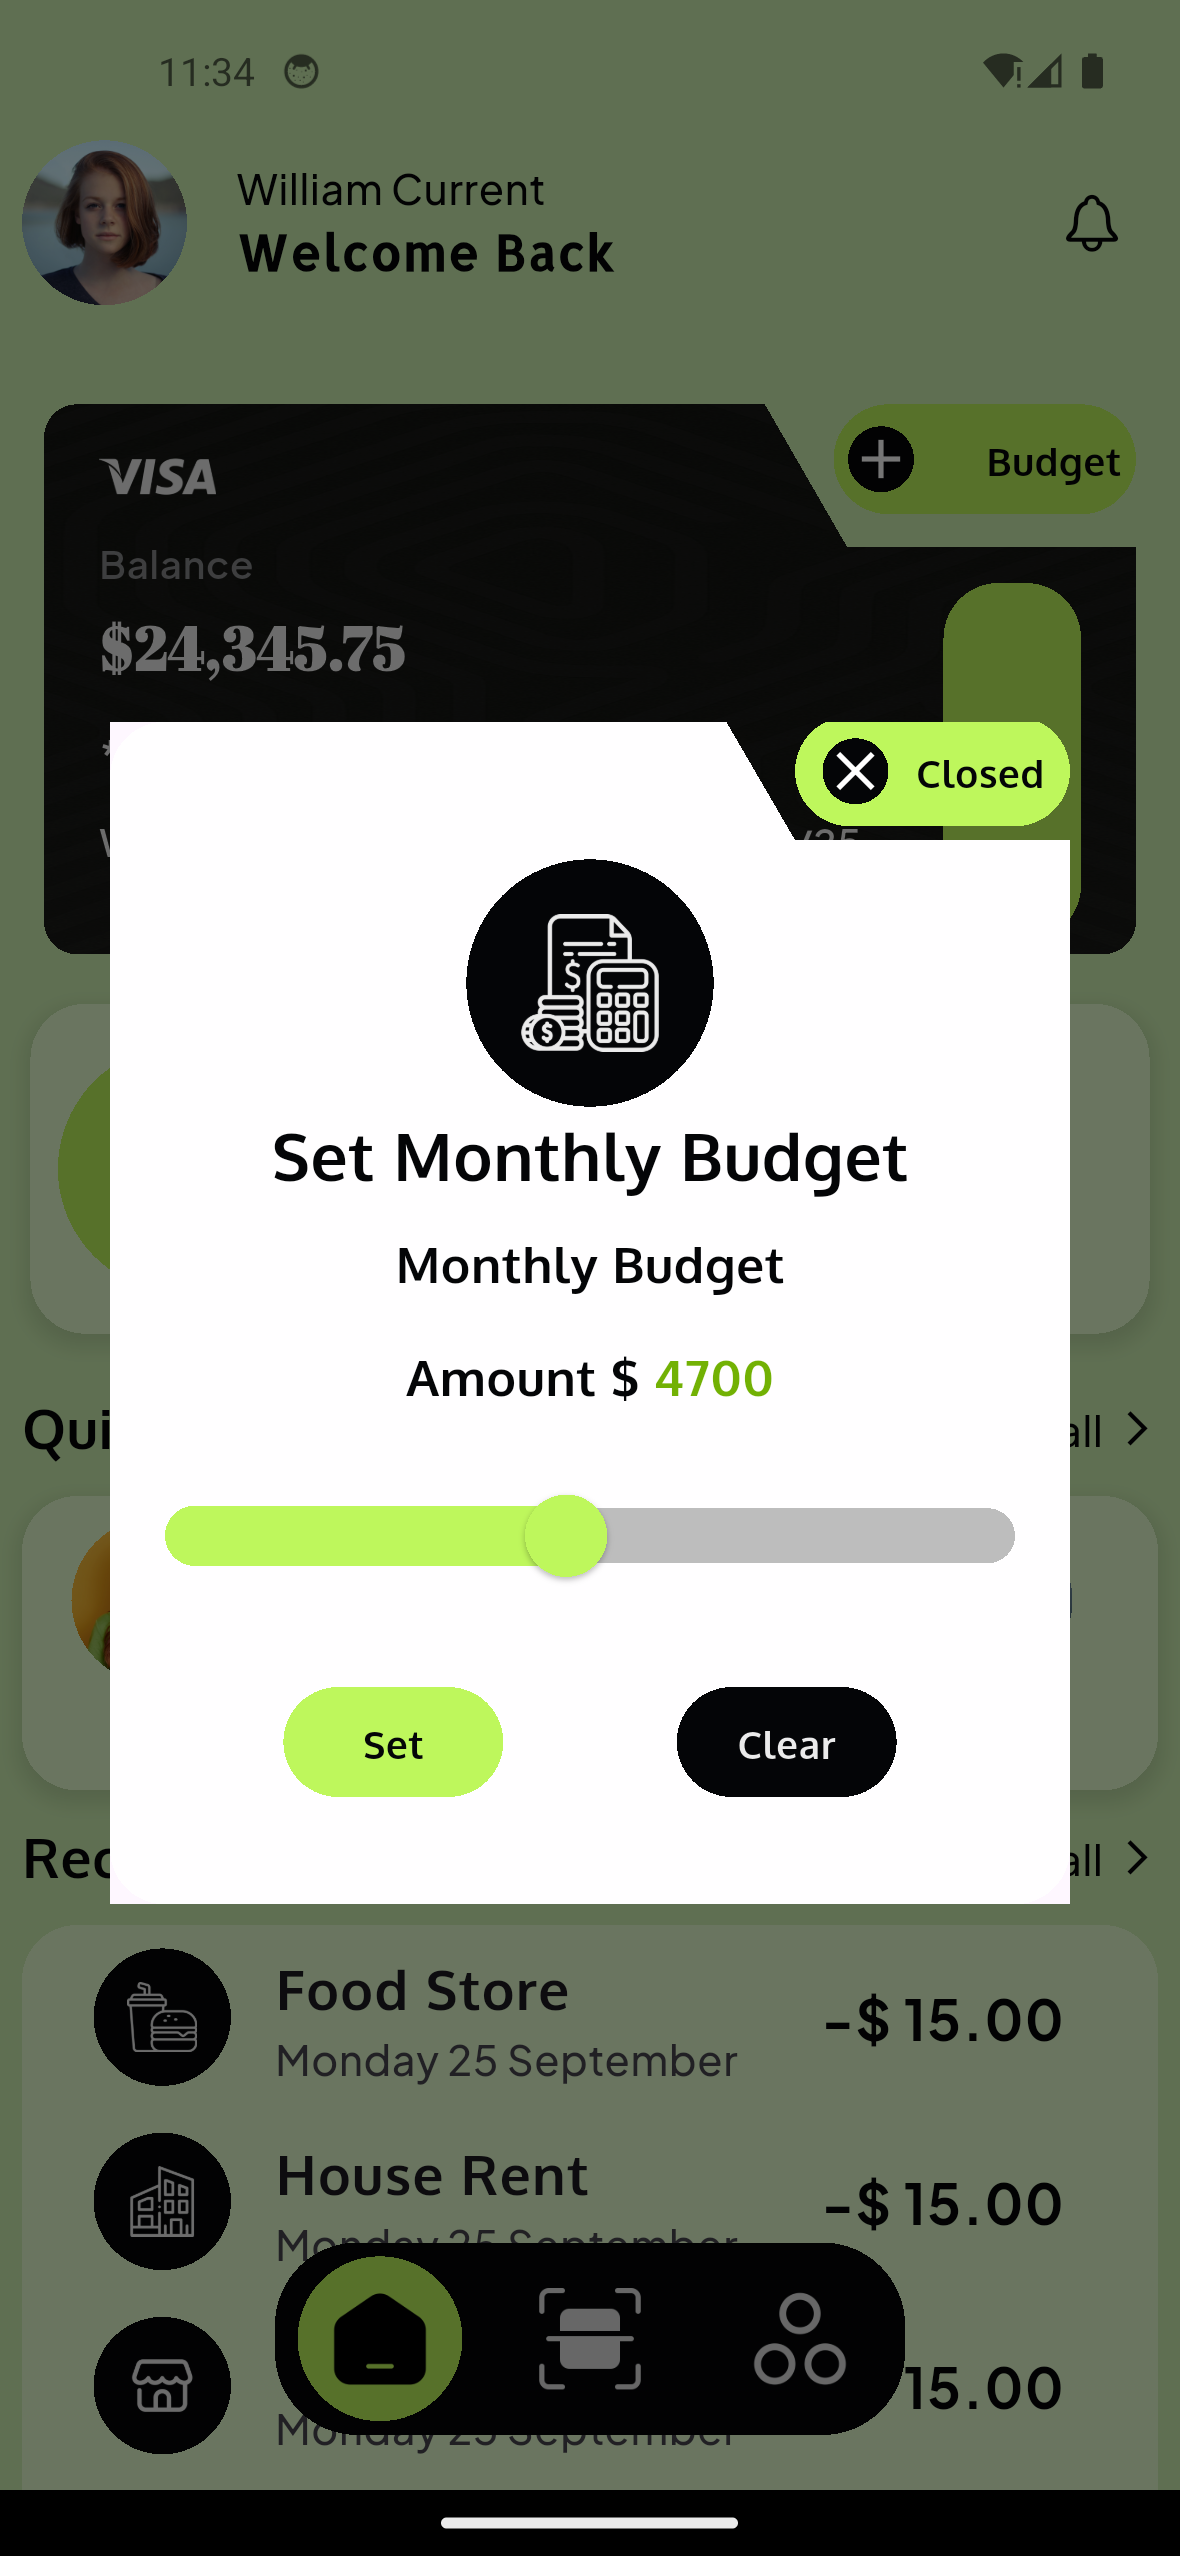 11:34
William Current
Welcome Back
VISA
Budget
Balance
$24,345.75
Closed
Set Monthly Budget
Monthly Budget
Amount $ 4700
all
Set
Clear
all
Food Store
Monday 25 September
-$ 15.00
House Rent
Monday 25 September
-$ 15.00
Monday 25 September
15.00